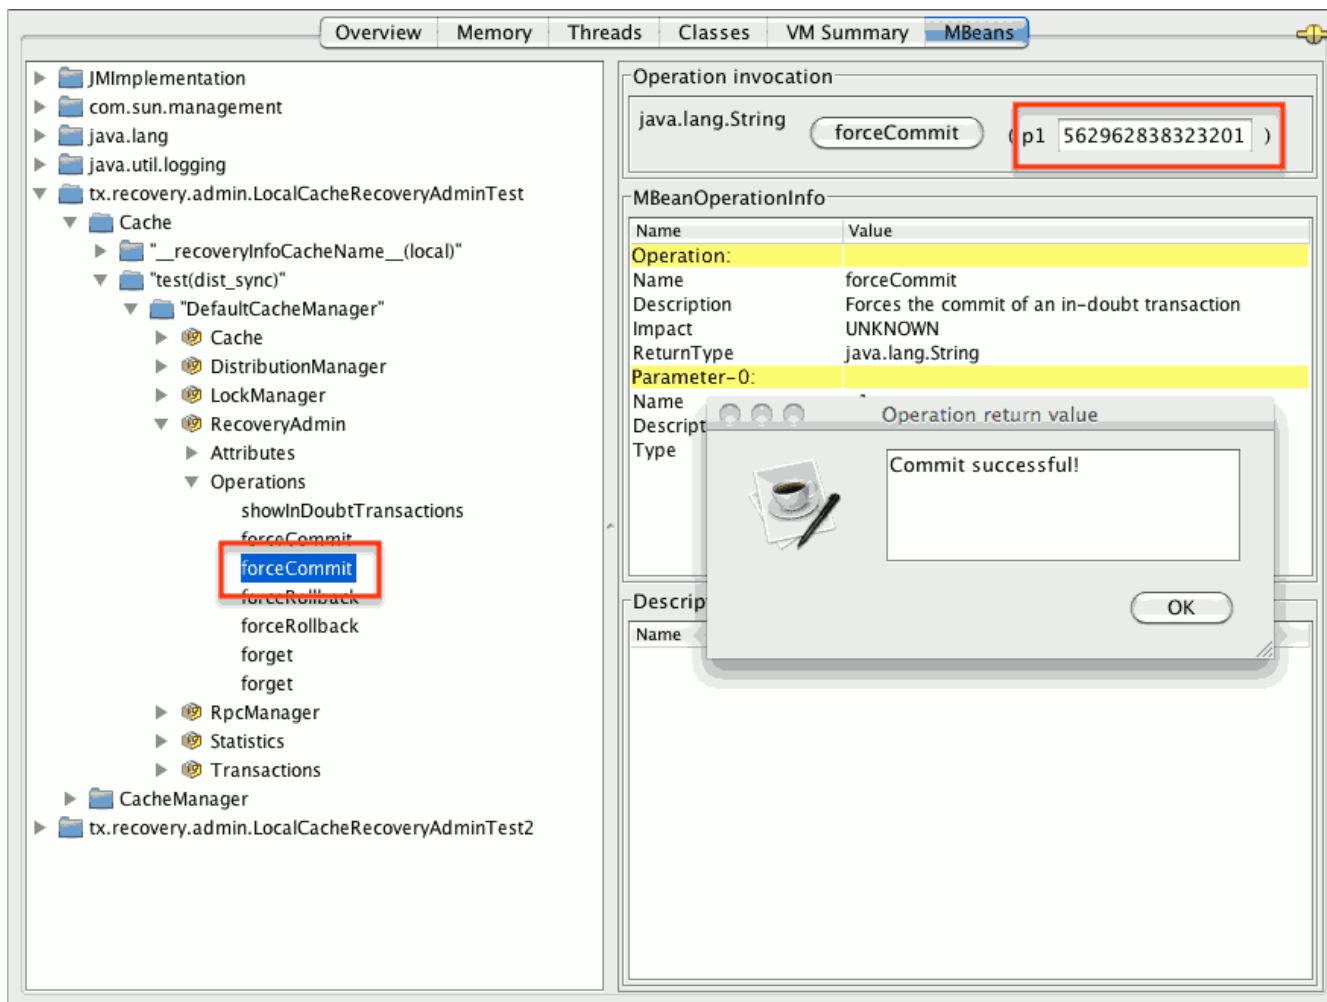 Overview Memory Threads Classes VM Summary MBeans
JMImplementation
com.sun.management
java.lang
java.util.logging
tx.recovery.admin.LocalCacheRecoveryAdminTest
Cache
"__recoveryInfoCacheName__(local)"
"test(dist_sync)"
"DefaultCacheManager"
Cache
DistributionManager
LockManager
RecoveryAdmin
Attributes
Operations
showInDoubtTransactions
forceCommit
forceCommit
forceRollback
forceRollback
forget
forget
RpcManager
Statistics
Transactions
CacheManager
tx.recovery.admin.LocalCacheRecoveryAdminTest2
Operation invocation
java.lang.String forceCommit ( p1 562962838323201 )
MBeanOperationInfo
Name Value
Operation:
Name forceCommit
Description Forces the commit of an in-doubt transaction
Impact UNKNOWN
ReturnType java.lang.String
Parameter-0:
Name
Descript
Type
Operation return value
Commit successful!
OK
Descrip
Name